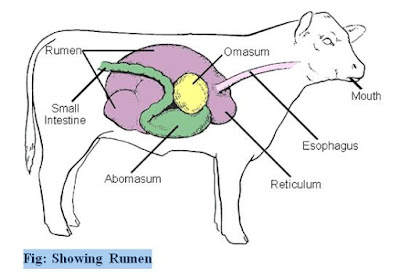 Rumen
Omasum
Mouth
Small
Intestine
Esophagus
Abomasum
Reticulum
Fig: Showing Rumen